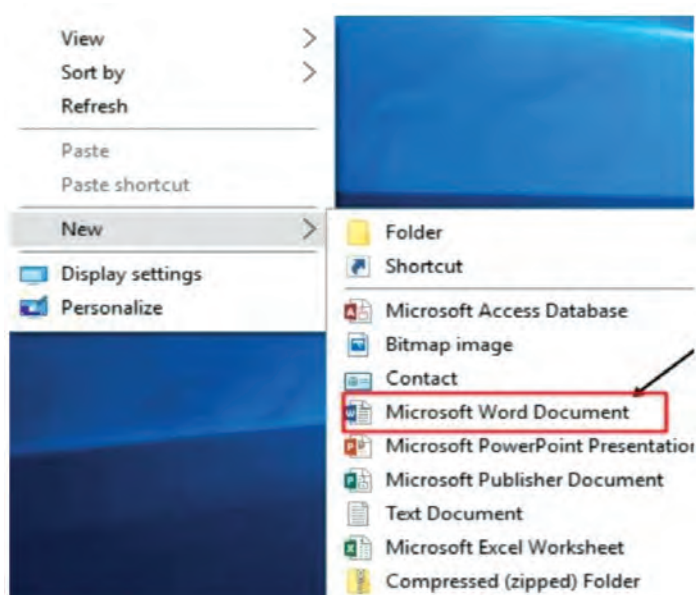 View
Sort by
Refresh
Paste
Paste shortcut
New
Display settings
Personalize
Folder
Shortcut
Microsoft Access Database
Bitmap image
Contact
Microsoft Word Document
Microsoft PowerPoint Presentation
Microsoft Publisher Document
Text Document
Microsoft Excel Worksheet
Compressed (zipped) Folder